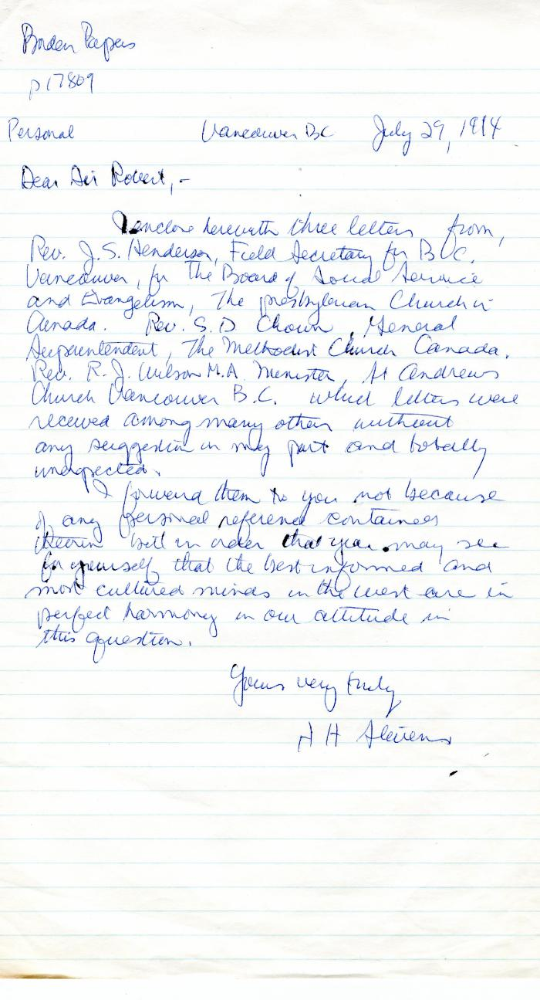 Borden Papers
p 17809
Personal Vancouver BC July 29, 1914
Dear Sir Robert,-
I enclose herewith three letters from,
Rev. J.S. Henderson, Field Secretary for B.C.
Vancouver, for The Board of Social Service
and Evangelism, The presbyterian Church in
Canada. Rev. S.D Chown, General
Superintendent, The Methodist Church Canada.
Rev. R.J. Wilson M.A. Minister, St Andrews
Church Vancouver B.C. which letters were
received among many others without
any suggestion on my part and totally
unexpected.
I forward them to you not because
of any personal reference contained
therein but in order that you may see
for yourself that the best informed and
most cultured minds in the west are in
perfect harmony in our attitude in
this question.
Yours very truly
H H Stevens